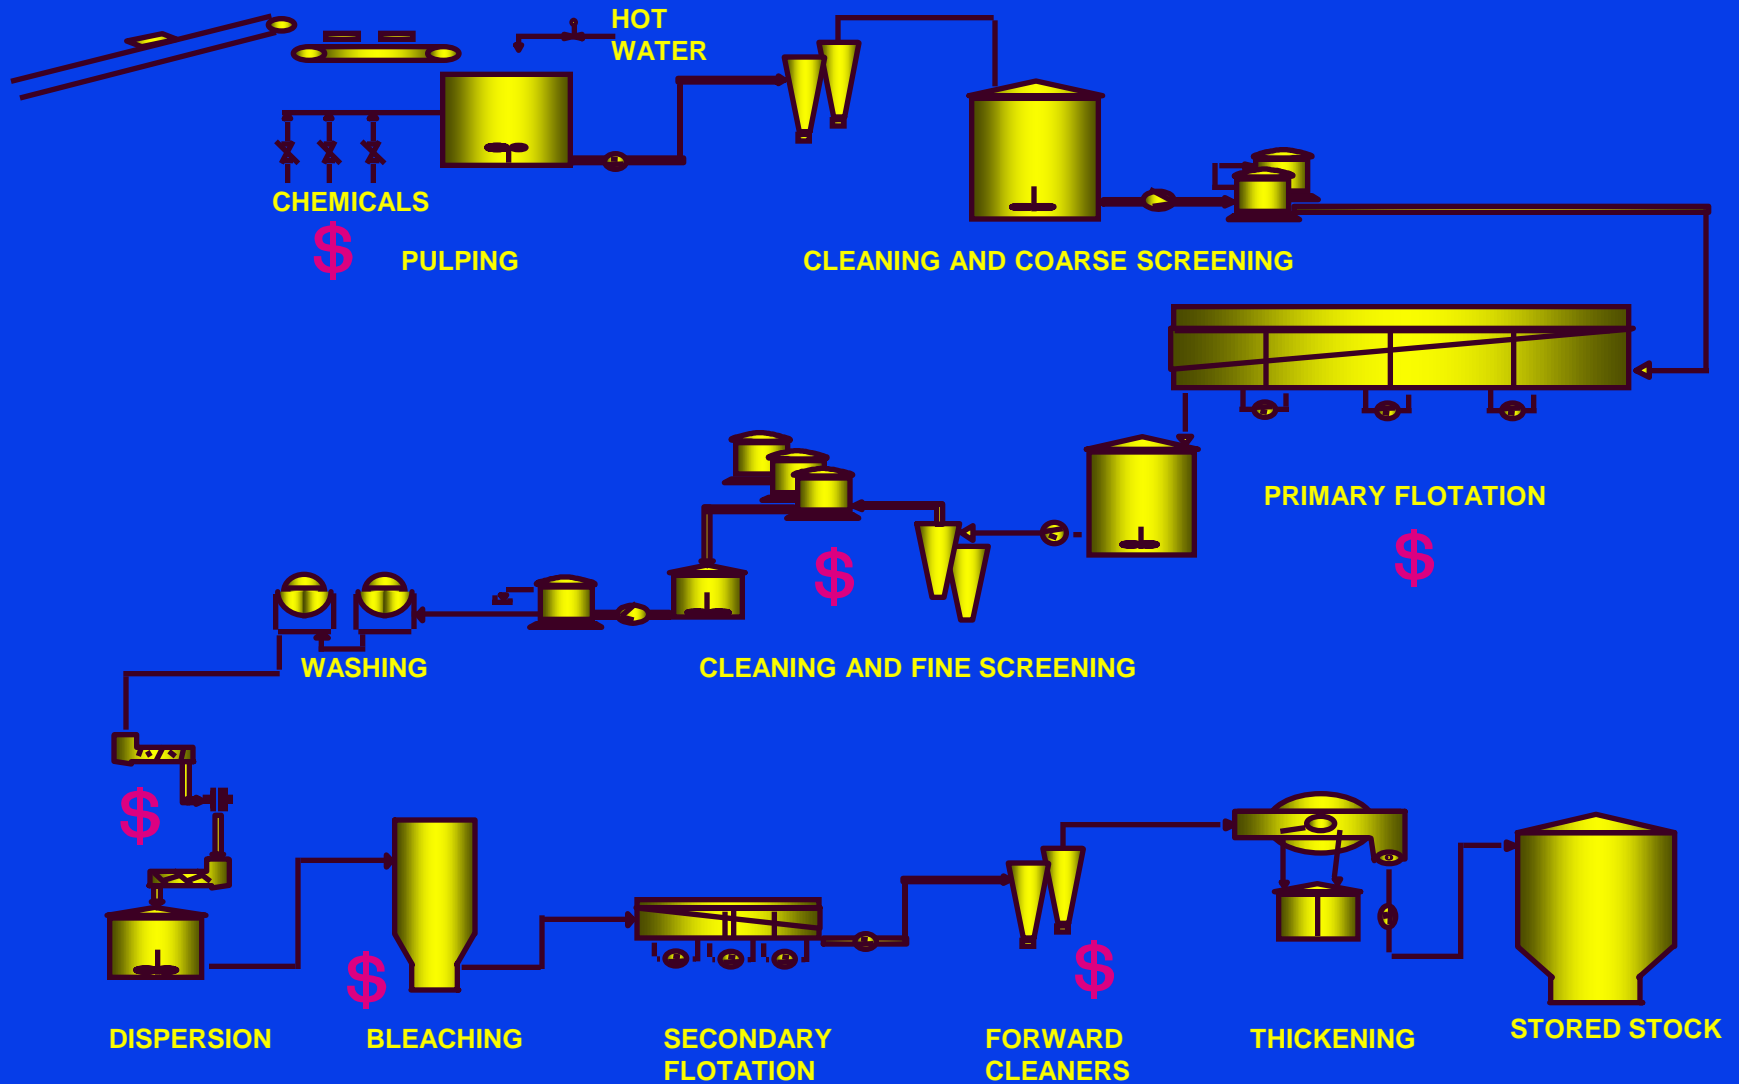 HOT
WATER
CHEMICALS
$
PULPING
CLEANING AND COARSE SCREENING
PRIMARY FLOTATION
$
$
WASHING
CLEANING AND FINE SCREENING
$
$
$
DISPERSION
BLEACHING
SECONDARY
FLOTATION
FORWARD
CLEANERS
THICKENING
STORED STOCK